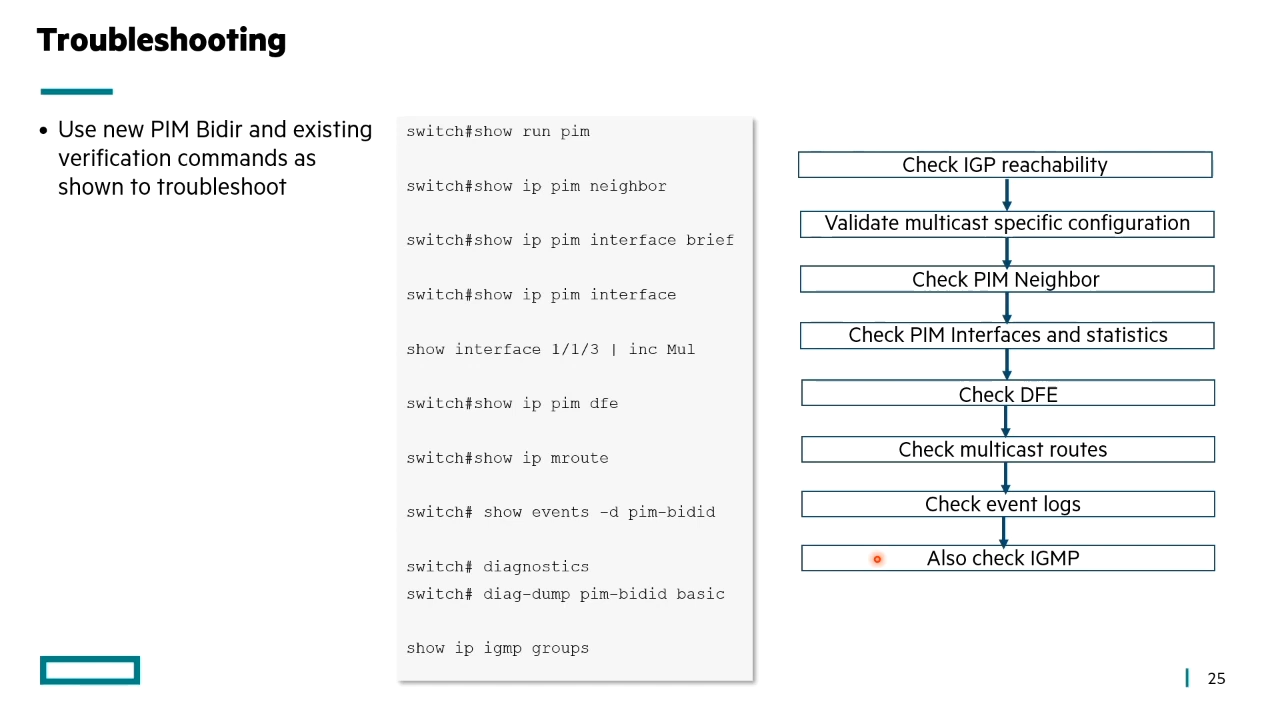 Troubleshooting
• Use new PIM Bidir and existing
verification commands as
shown to troubleshoot
switch#show run pim
switch#show ip pim neighbor
switch#show ip pim interface brief
switch#show ip pim interface
show interface 1/1/3 | inc Mul
switch#show ip pim dfe
switch#show ip mroute
switch# show events -d pim-bidid
switch# diagnostics
switch# diag-dump pim-bidid basic
show ip igmp groups
Check IGP reachability
Validate multicast specific configuration
Check PIM Neighbor
Check PIM Interfaces and statistics
Check DFE
Check multicast routes
Check event logs
Also check IGMP
25